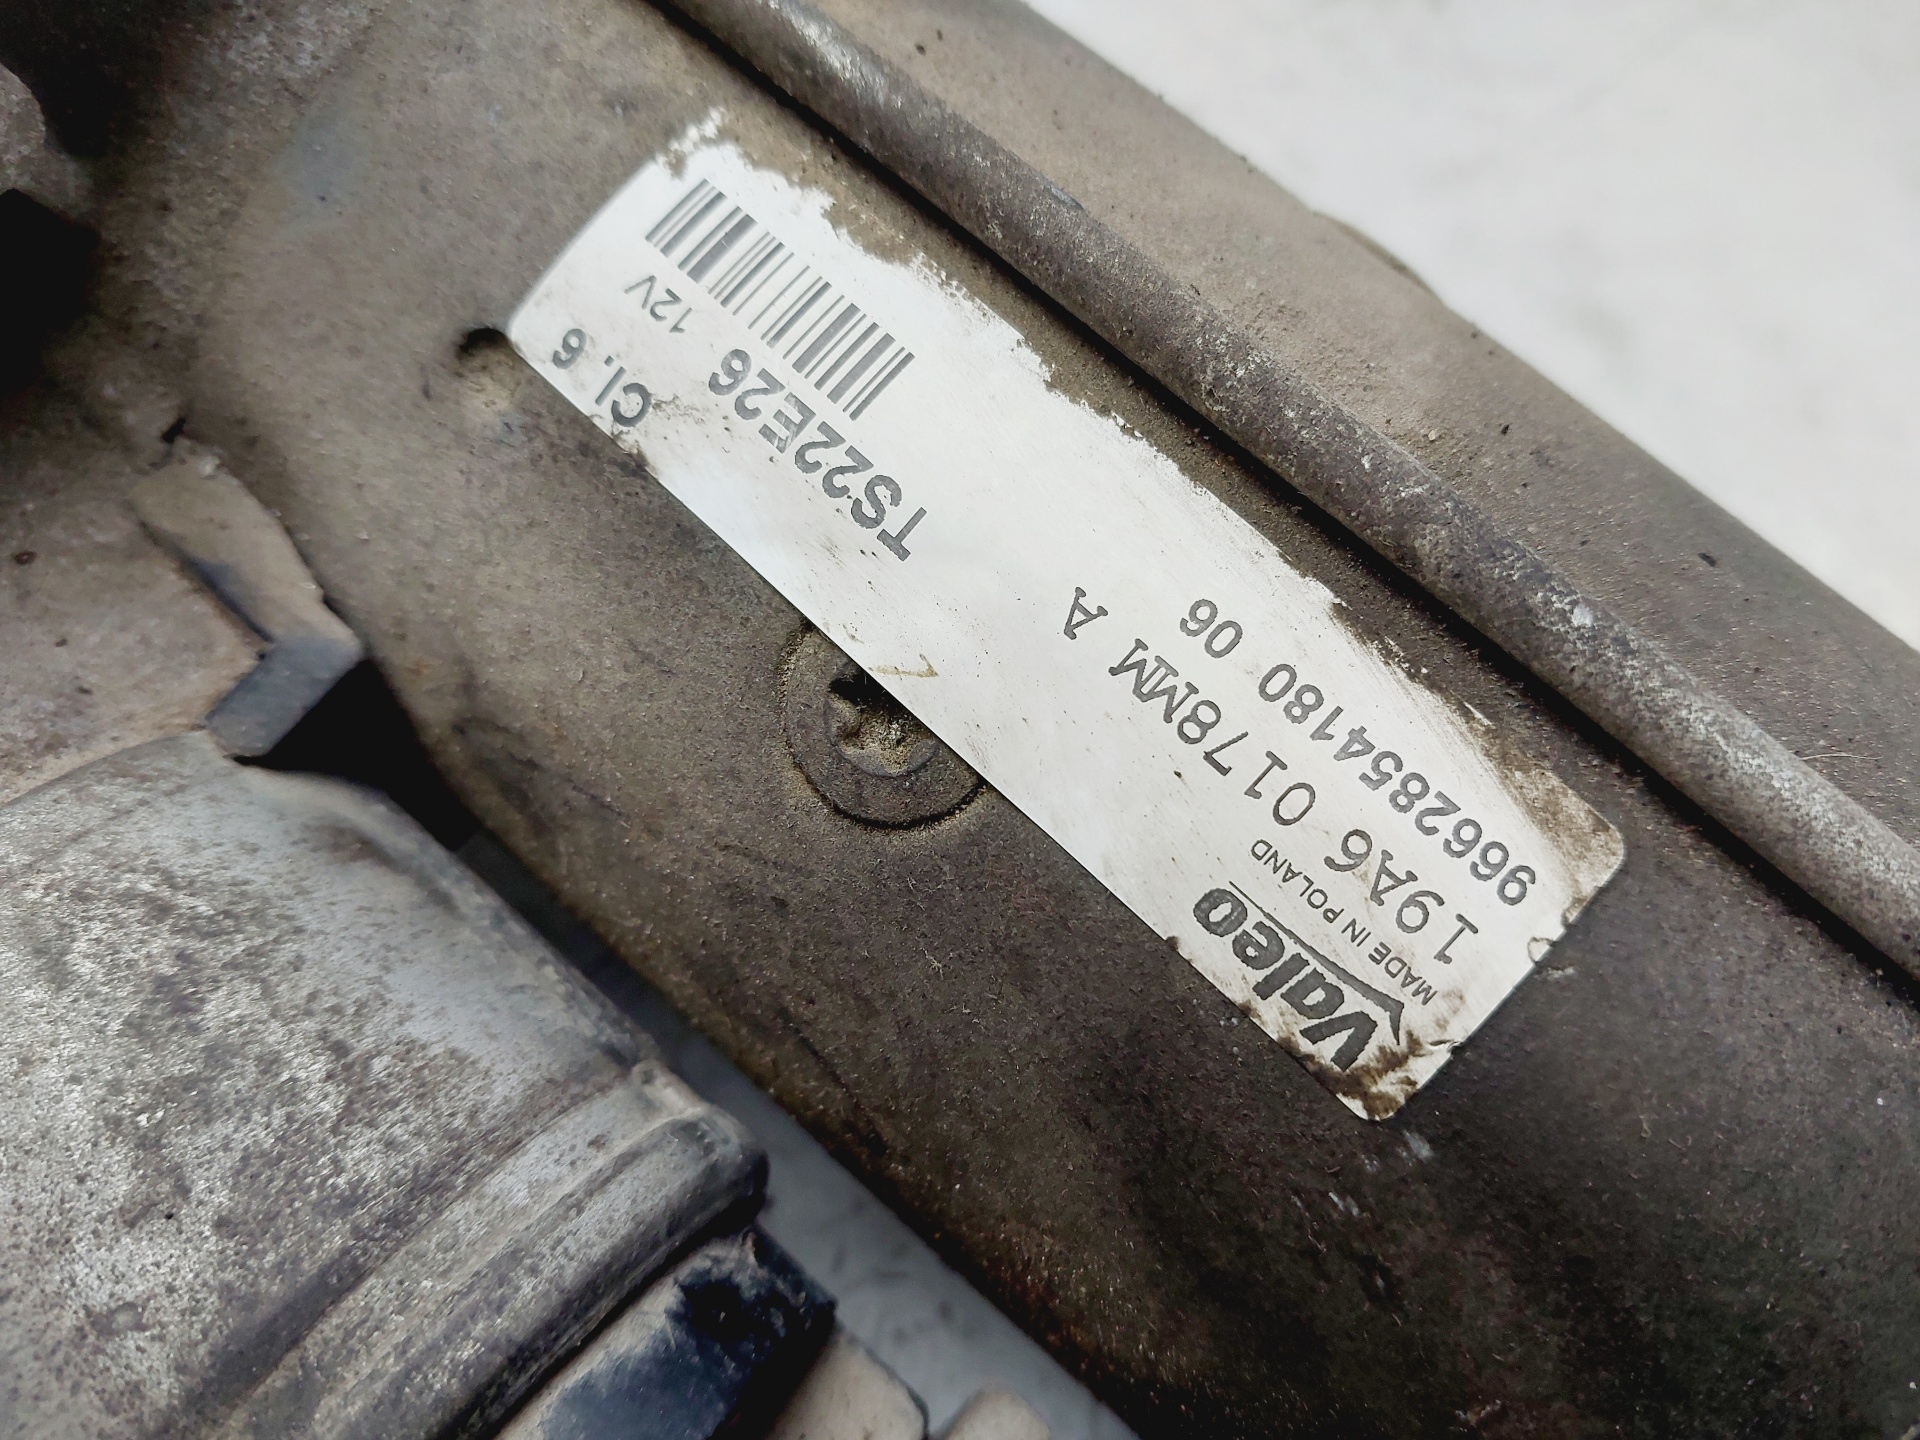 Valeo
MADE IN POLAND
19A6 0178MM A
9662854180 06
TS22E26 12V
Cl. 6